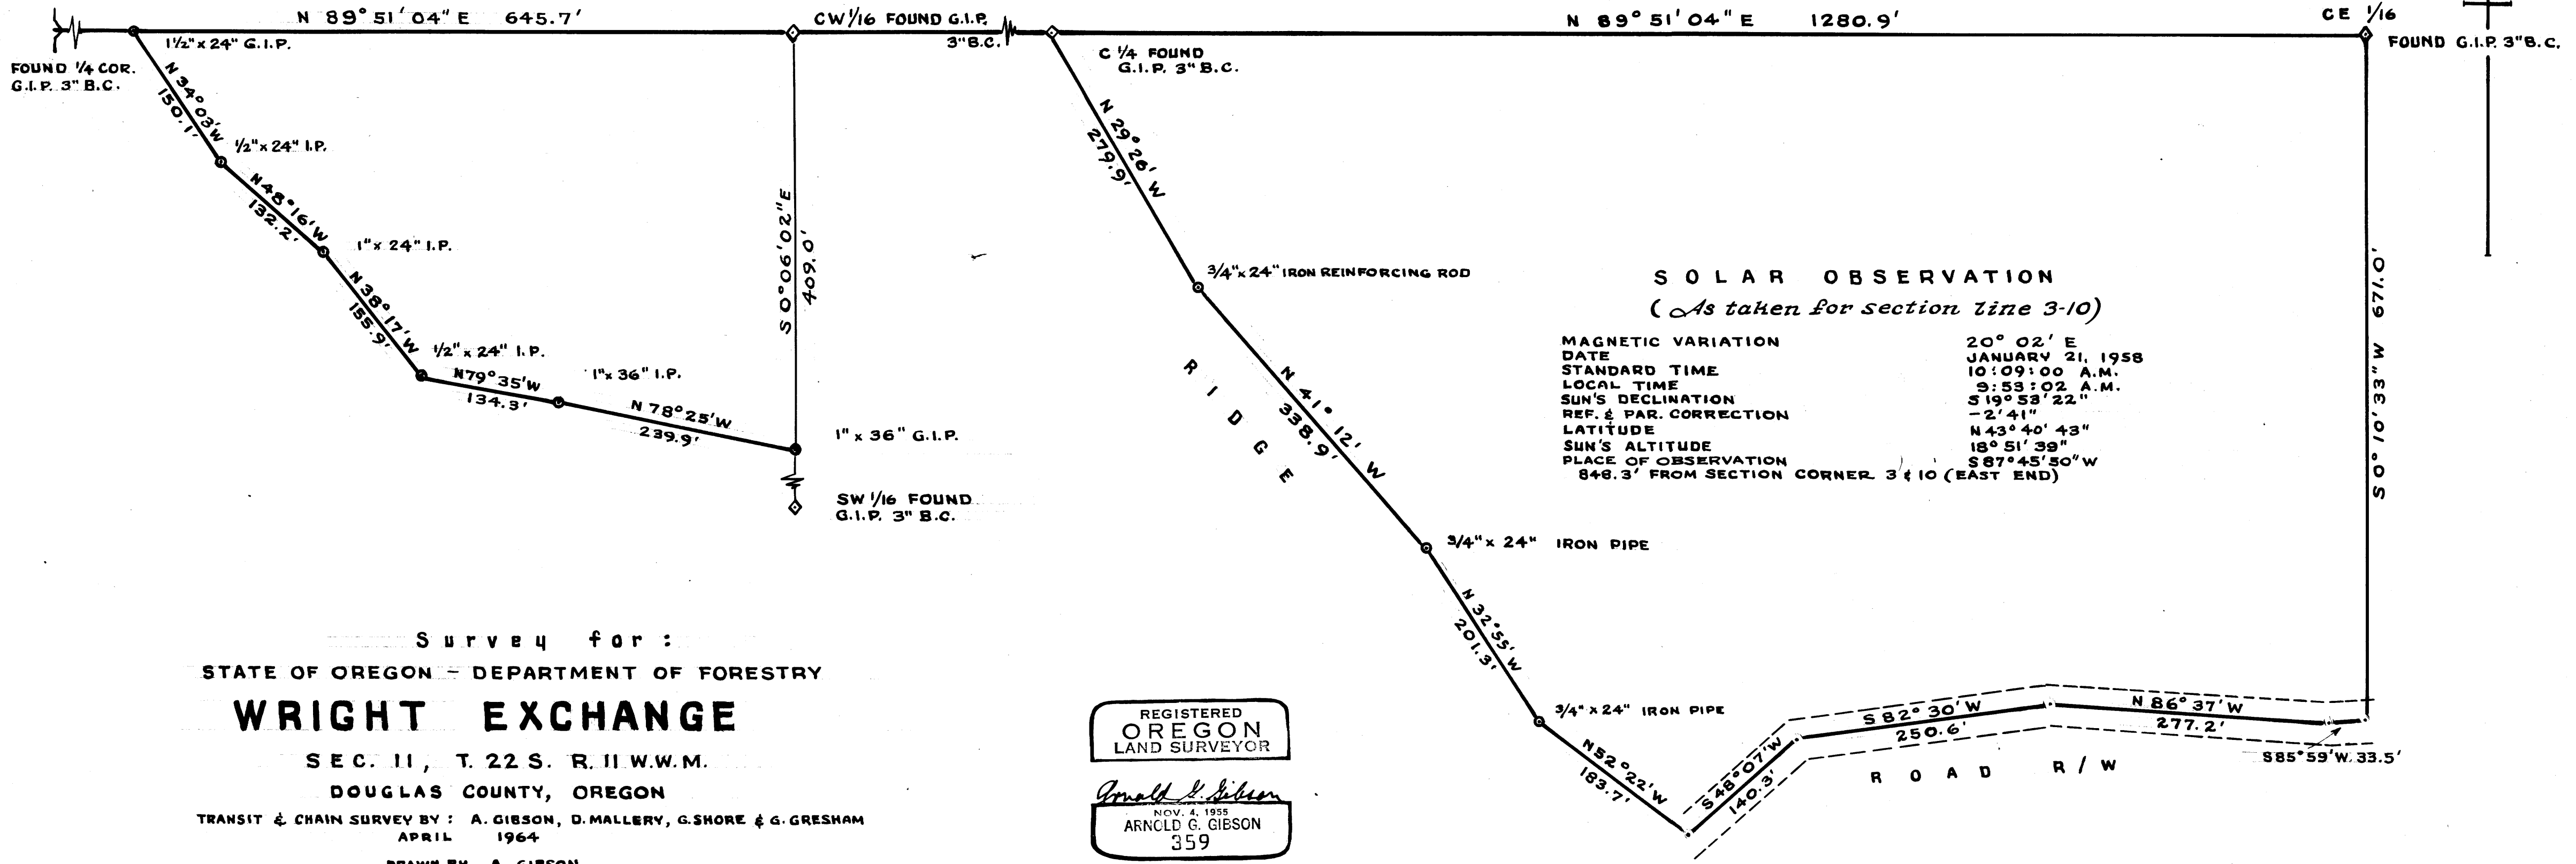 N 89° 51' 04" E 645.7'
CW 1/16 FOUND G.I.P.
3" B.C.
N 89° 51' 04" E 1280.9'
CE 1/16
FOUND G.I.P. 3" B.C.
1½" x 24" G.I.P.
FOUND ¼ COR.
G.I.P. 3" B.C.
C ¼ FOUND
G.I.P. 3" B.C.
N 34° 03' W
150.1'
½" x 24" I.P.
N 48° 16' W
132.2'
1" x 24" I.P.
N 38° 17' W
155.9'
½" x 24" I.P.
N 79° 35' W
134.3'
1" x 36" I.P.
N 78° 25' W
239.9'
S 0° 06' 02" E
409.0'
1" x 36" G.I.P.
SW 1/16 FOUND
G.I.P. 3" B.C.
N 29° 26' W
279.9'
3/4" x 24" IRON REINFORCING ROD
RIDGE
N 41° 12' W
338.9'
3/4" x 24" IRON PIPE
N 32° 55' W
201.3'
3/4" x 24" IRON PIPE
N 52° 22' W
183.7'
S 48° 07' W
140.3'
S 82° 30' W
250.6'
N 86° 37' W
277.2'
S 85° 59' W. 33.5'
ROAD R/W
S 0° 10' 33" W 671.0'
SOLAR OBSERVATION
(As taken for section line 3-10)
MAGNETIC VARIATION 20° 02' E
DATE JANUARY 21, 1958
STANDARD TIME 10:09:00 A.M.
LOCAL TIME 9:53:02 A.M.
SUN'S DECLINATION S 19° 53' 22"
REF. & PAR. CORRECTION -2' 41"
LATITUDE N 43° 40' 43"
SUN'S ALTITUDE 18° 51' 39"
PLACE OF OBSERVATION S 87° 45' 50" W
848.3' FROM SECTION CORNER 3 & 10 (EAST END)
Survey for:
STATE OF OREGON - DEPARTMENT OF FORESTRY
WRIGHT EXCHANGE
SEC. 11, T. 22 S. R. 11 W.W.M.
DOUGLAS COUNTY, OREGON
TRANSIT & CHAIN SURVEY BY: A. GIBSON, D. MALLERY, G. SHORE & G. GRESHAM
APRIL 1964
DRAWN BY A. GIBSON
REGISTERED
OREGON
LAND SURVEYOR
Arnold G. Gibson
NOV. 4, 1955
ARNOLD G. GIBSON
359